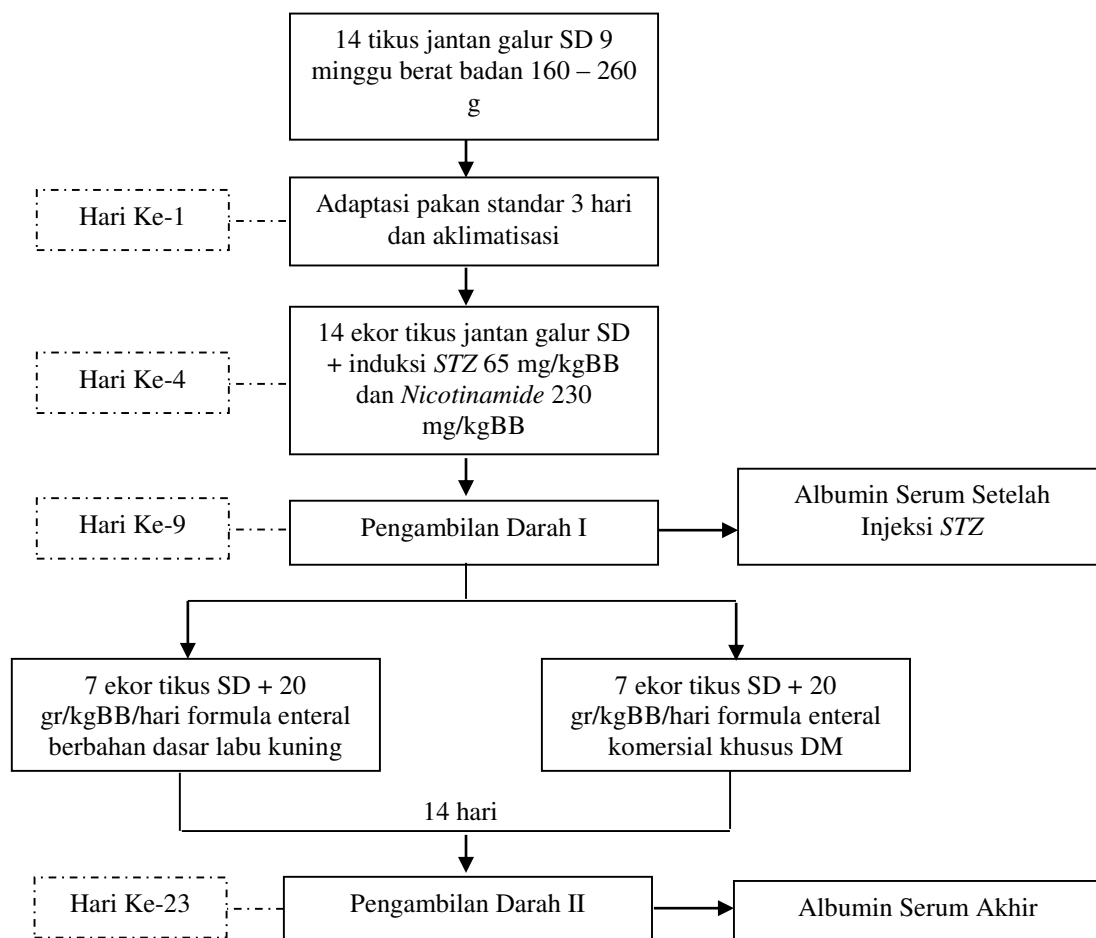 14 tikus jantan galur SD 9
minggu berat badan 160 – 260
g
Hari Ke-1
Adaptasi pakan standar 3 hari
dan aklimatisasi
Hari Ke-4
14 ekor tikus jantan galur SD
+ induksi STZ 65 mg/kgBB
dan Nicotinamide 230
mg/kgBB
Hari Ke-9
Pengambilan Darah I
Albumin Serum Setelah
Injeksi STZ
7 ekor tikus SD + 20
gr/kgBB/hari formula enteral
berbahan dasar labu kuning
7 ekor tikus SD + 20
gr/kgBB/hari formula enteral
komersial khusus DM
14 hari
Hari Ke-23
Pengambilan Darah II
Albumin Serum Akhir